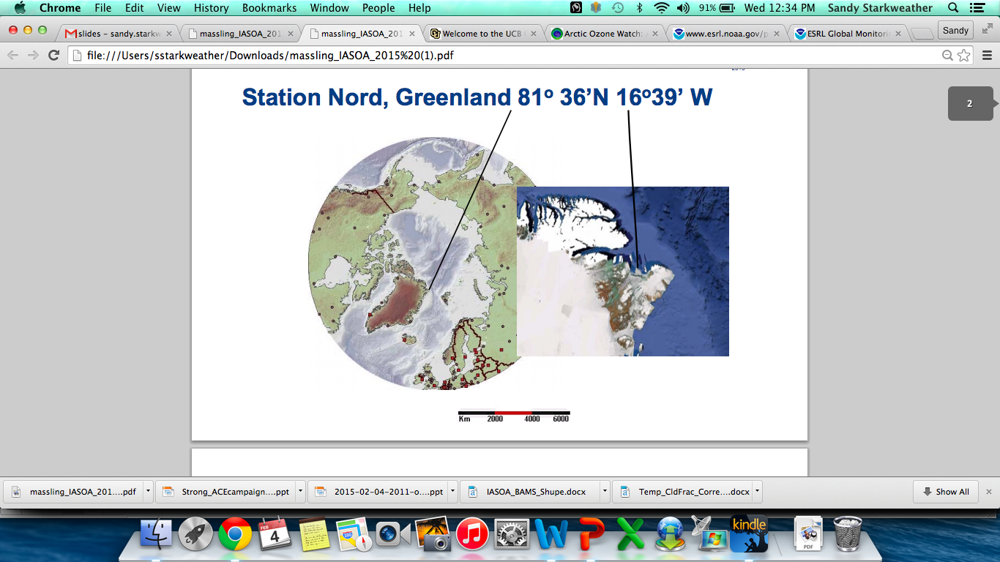 Chrome File Edit View History Bookmarks Window People Help 91% Wed 12:34 PM Sandy Starkweather
slides – sandy.starkw massling_IASOA_201 massling_IASOA_201 Welcome to the UCB Arctic Ozone Watch: www.esrl.noaa.gov/p ESRL Global Monitorin Sandy
file:///Users/sstarkweather/Downloads/massling_IASOA_2015%20(1).pdf
Station Nord, Greenland 81º 36’N 16º39’ W
2
Km 2000 4000 6000
massling_IASOA_201....pdf Strong_ACEcampaign....ppt 2015-02-04-2011-o....ppt IASOA_BAMS_Shupe.docx Temp_CldFrac_Corre....docx Show All
FEB
4
kindle
PDF